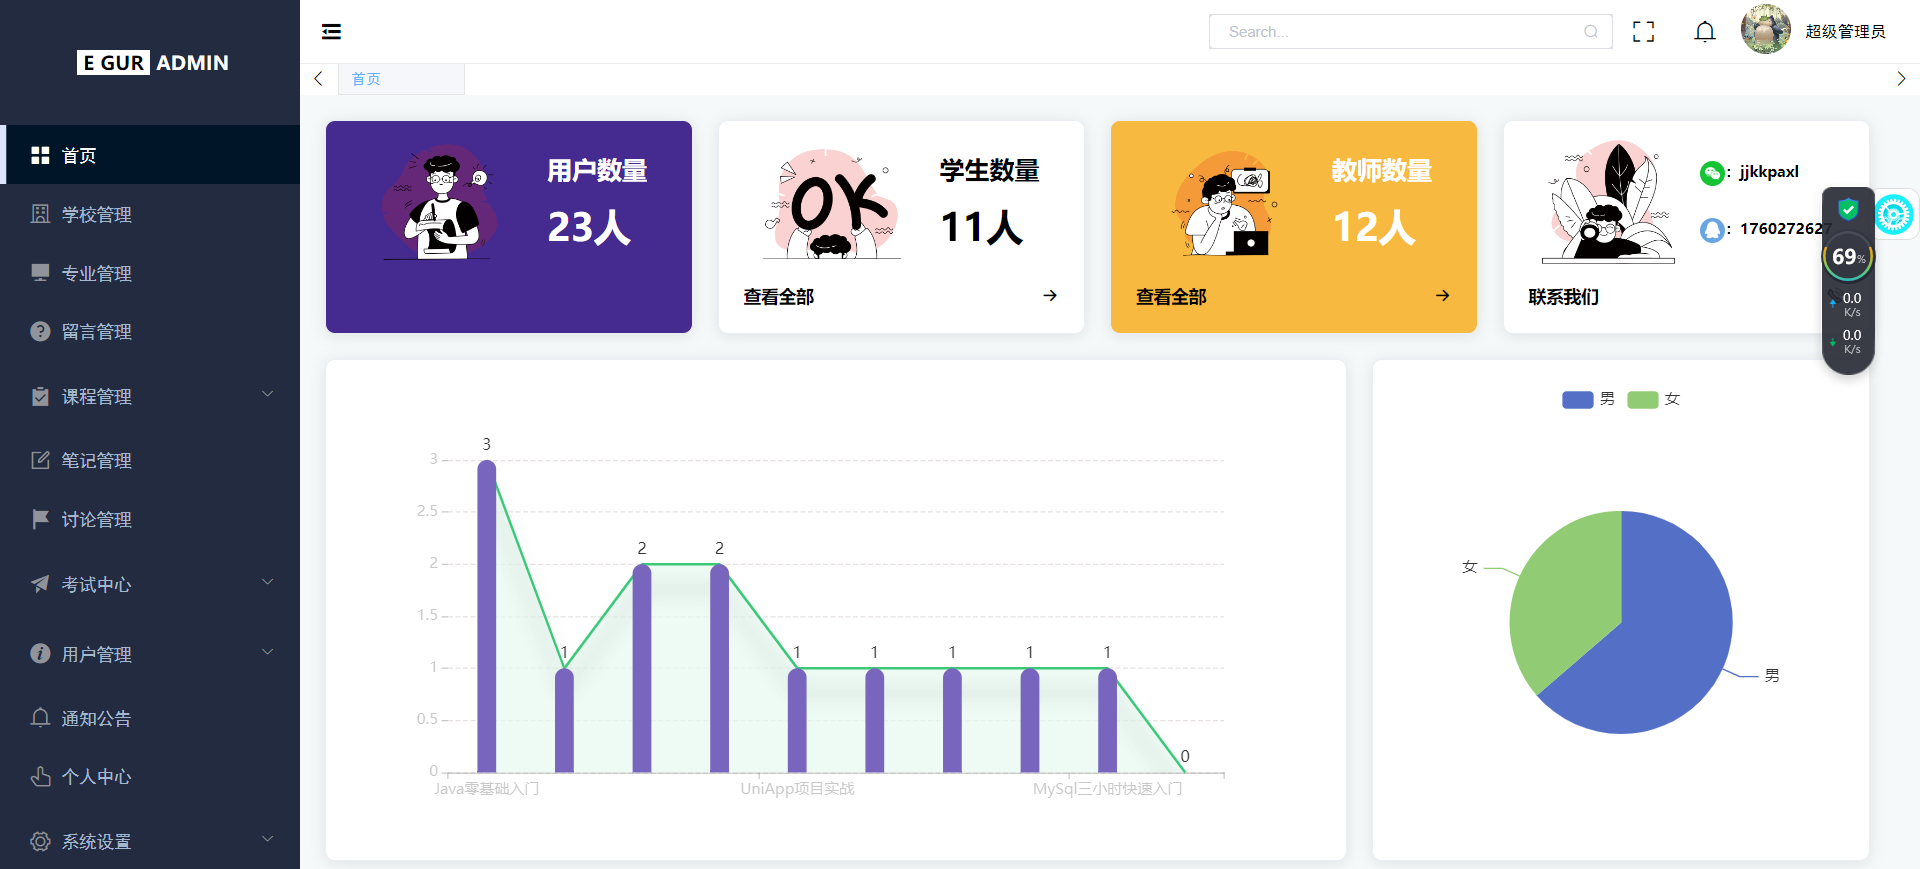 E GUR ADMIN
首页
学校管理
专业管理
留言管理
课程管理
笔记管理
讨论管理
考试中心
用户管理
通知公告
个人中心
系统设置
Search...
超级管理员
首页
用户数量
23人
学生数量
11人
查看全部
教师数量
12人
查看全部
: jjkkpaxl
: 1760272627
联系我们
69%
0.0
K/s
0.0
K/s
3
2.5
2
1.5
1
0.5
0
3
1
2
2
1
1
1
1
1
0
Java零基础入门
UniApp项目实战
MySql三小时快速入门
男
女
女
男